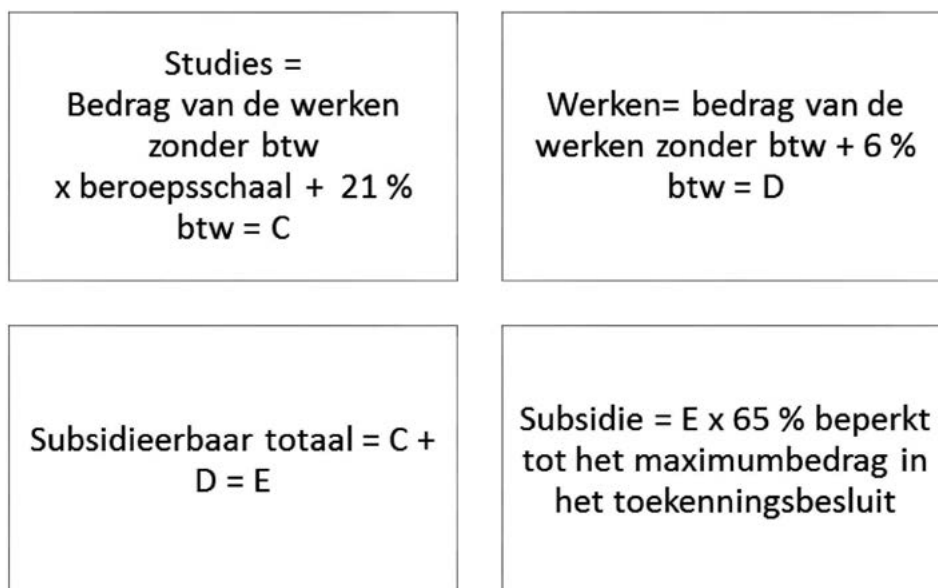 Studies =
Bedrag van de werken
zonder btw
x beroepsschaal + 21 %
btw = C
Werken= bedrag van de
werken zonder btw + 6 %
btw = D
Subsidieerbaar totaal = C +
D = E
Subsidie = E x 65 % beperkt
tot het maximumbedrag in
het toekenningsbesluit